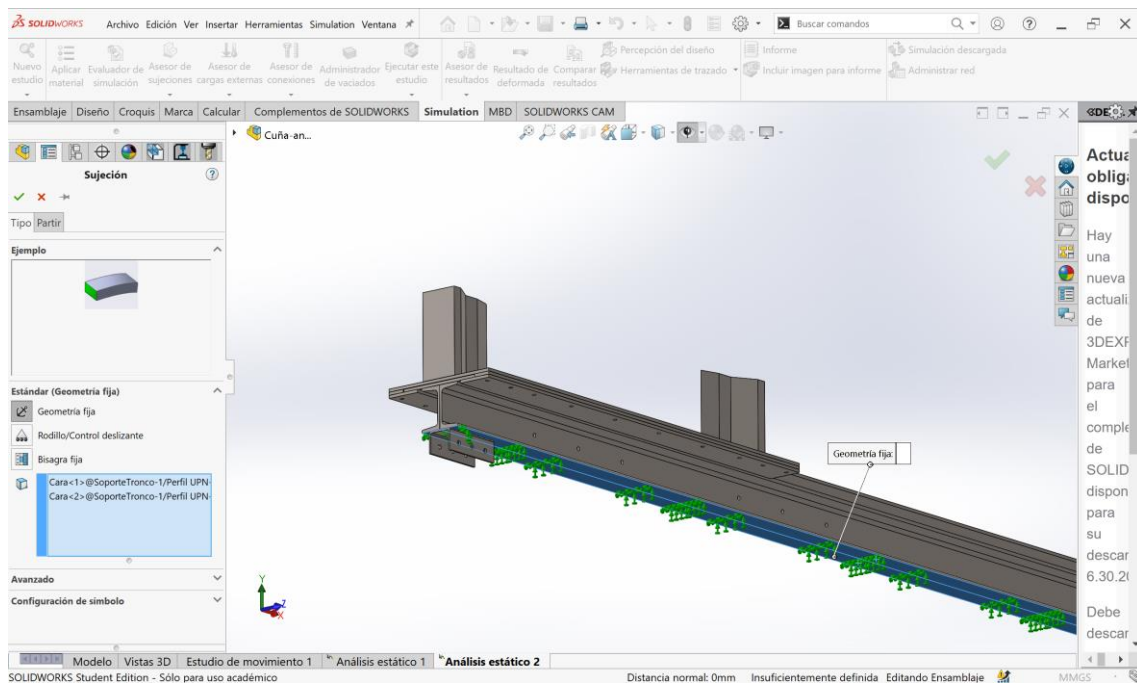 SOLIDWORKS Archivo Edición Ver Insertar Herramientas Simulation Ventana Buscar comandos
Nuevo estudio
Aplicar material
Evaluador de simulación
Asesor de sujeciones
Asesor de cargas externas
Asesor de conexiones
Administrador de vaciados
Ejecutar este estudio
Asesor de resultados
Resultado de deformada
Comparar resultados
Percepción del diseño
Herramientas de trazado
Informe
Incluir imagen para informe
Simulación descargada
Administrar red
Ensamblaje Diseño Croquis Marca Calcular Complementos de SOLIDWORKS Simulation MBD SOLIDWORKS CAM
Cuña-an...
Sujeción
Tipo Partir
Ejemplo
Estándar (Geometría fija)
Geometría fija
Rodillo/Control deslizante
Bisagra fija
Cara<1>@SoporteTronco-1/Perfil UPN-
Cara<2>@SoporteTronco-1/Perfil UPN-
Avanzado
Configuración de símbolo
Geometría fija:
Y
Z
X
3DE
Actua
obliga
dispo
Hay
una
nueva
actuali
de
3DEXF
Market
para
el
comple
de
SOLID
dispon
para
su
descar
6.30.20
Debe
descar
Modelo Vistas 3D Estudio de movimiento 1 Análisis estático 1 Análisis estático 2
SOLIDWORKS Student Edition - Sólo para uso académico Distancia normal: 0mm Insuficientemente definida Editando Ensamblaje MMGS